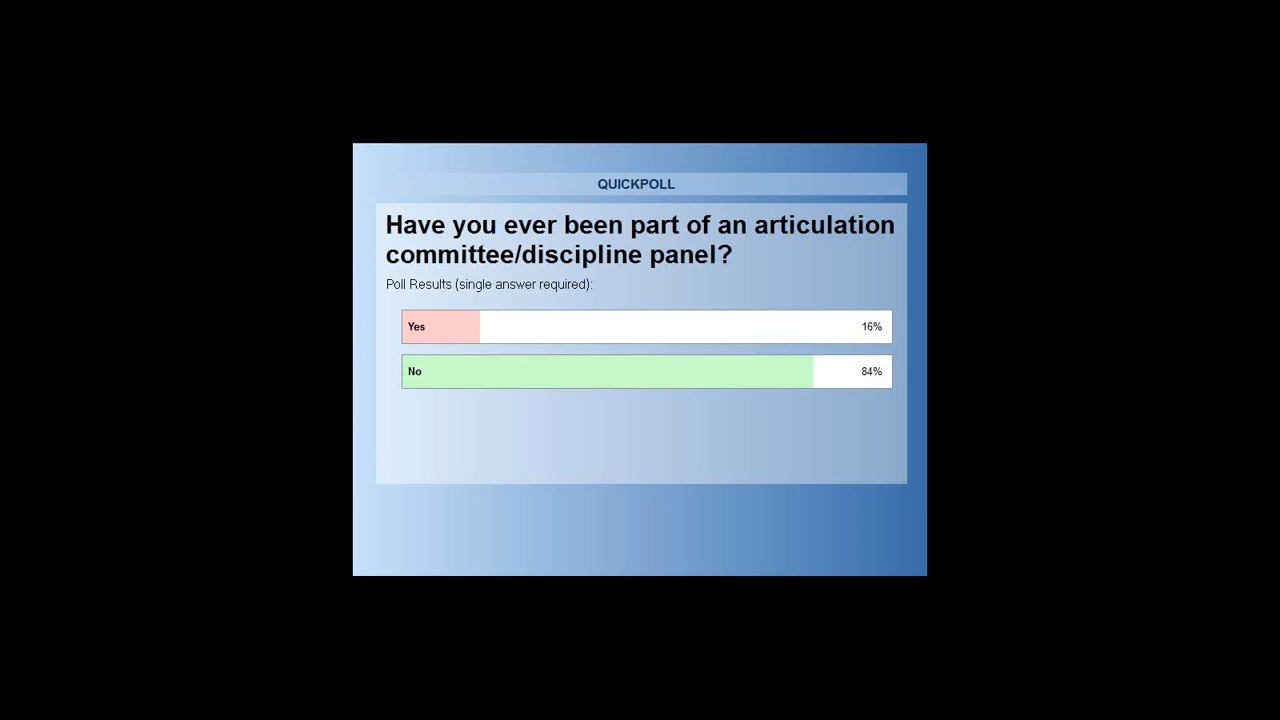 QUICKPOLL
Have you ever been part of an articulation
committee/discipline panel?
Poll Results (single answer required):
Yes 16%
No 84%